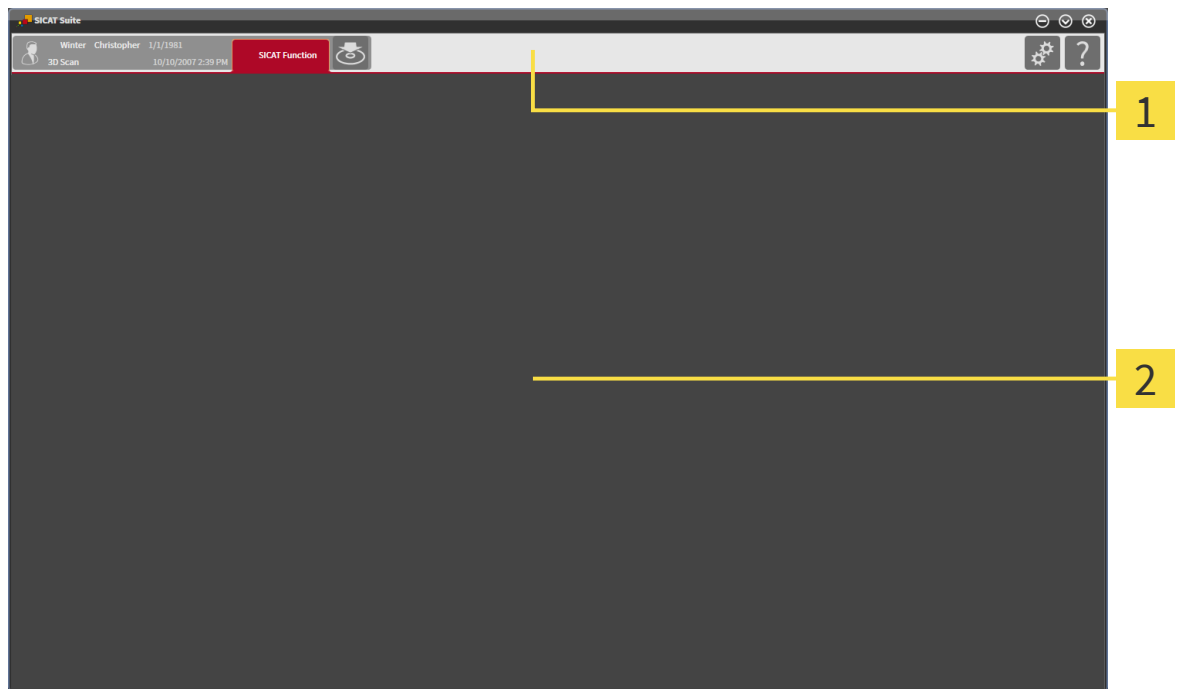 SICAT Suite
Winter Christopher 1/1/1981
3D Scan 10/10/2007 2:39 PM
SICAT Function
?
1
2